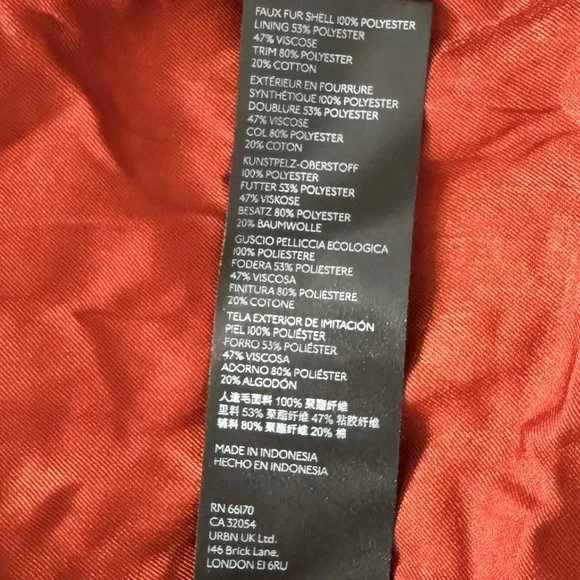 FAUX FUR SHELL 100% POLYESTER
LINING 53% POLYESTER
47% VISCOSE
TRIM 80% POLYESTER
20% COTTON
EXTÉRIEUR EN FOURRURE
SYNTHÉTIQUE 100% POLYESTER
DOUBLURE 53% POLYESTER
47% VISCOSE
COL 80% POLYESTER
20% COTON
KUNSTPELZ-OBERSTOFF
100% POLYESTER
FUTTER 53% POLYESTER
47% VISKOSE
BESATZ 80% POLYESTER
20% BAUMWOLLE
GUSCIO PELLICCIA ECOLOGICA
100% POLIESTERE
FODERA 53% POLIESTERE
47% VISCOSA
FINITURA 80% POLIESTERE
20% COTONE
TELA EXTERIOR DE IMITACIÓN
PIEL 100% POLIÉSTER
FORRO 53% POLIÉSTER
47% VISCOSA
ADORNO 80% POLIÉSTER
20% ALGODÓN
人造毛面料 100% 聚酯纤维
里料 53% 聚酯纤维 47% 粘胶纤维
辅料 80% 聚酯纤维 20% 棉
MADE IN INDONESIA
HECHO EN INDONESIA
RN 66170
CA 32054
URBN UK Ltd.
146 Brick Lane,
LONDON E1 6RU